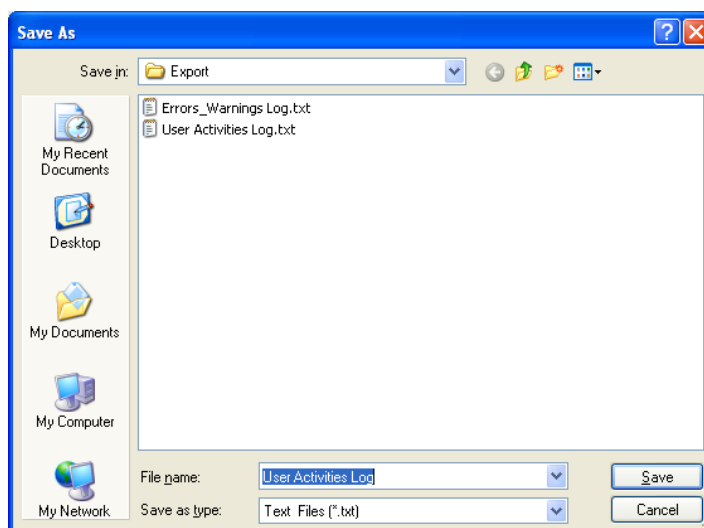 Save As
Save in: Export
Errors_Warnings Log.txt
User Activities Log.txt
My Recent
Documents
Desktop
My Documents
My Computer
My Network
File name: User Activities Log Save
Save as type: Text Files (*.txt) Cancel